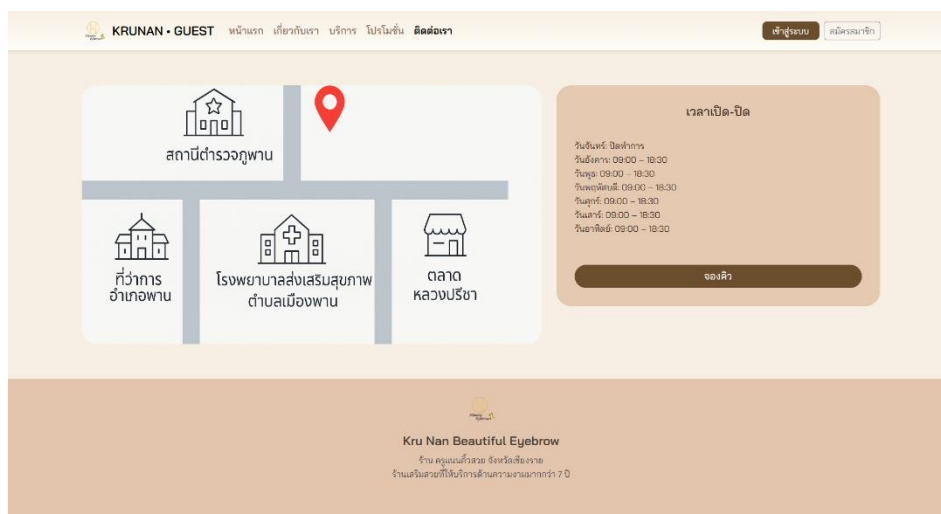 KRUNAN • GUEST หน้าแรก เกี่ยวกับเรา บริการ โปรโมชั่น ติดต่อเรา เข้าสู่ระบบ สมัครสมาชิก
สถานีตำรวจภูพาน
ที่ว่าการ
อำเภอพาน
โรงพยาบาลส่งเสริมสุขภาพ
ตำบลเมืองพาน
ตลาด
หลวงปรีชา
เวลาเปิด-ปิด
วันจันทร์: ปิดทำการ
วันอังคาร: 09:00 – 18:30
วันพุธ: 09:00 – 18:30
วันพฤหัสบดี: 09:00 – 18:30
วันศุกร์: 09:00 – 18:30
วันเสาร์: 09:00 – 18:30
วันอาทิตย์: 09:00 – 18:30
จองคิว
Kru Nan Beautiful Eyebrow
ร้าน ครูแนนคิ้วสวย จังหวัดเชียงราย
ร้านเสริมสวยที่ให้บริการด้านความงามมากกว่า 7 ปี